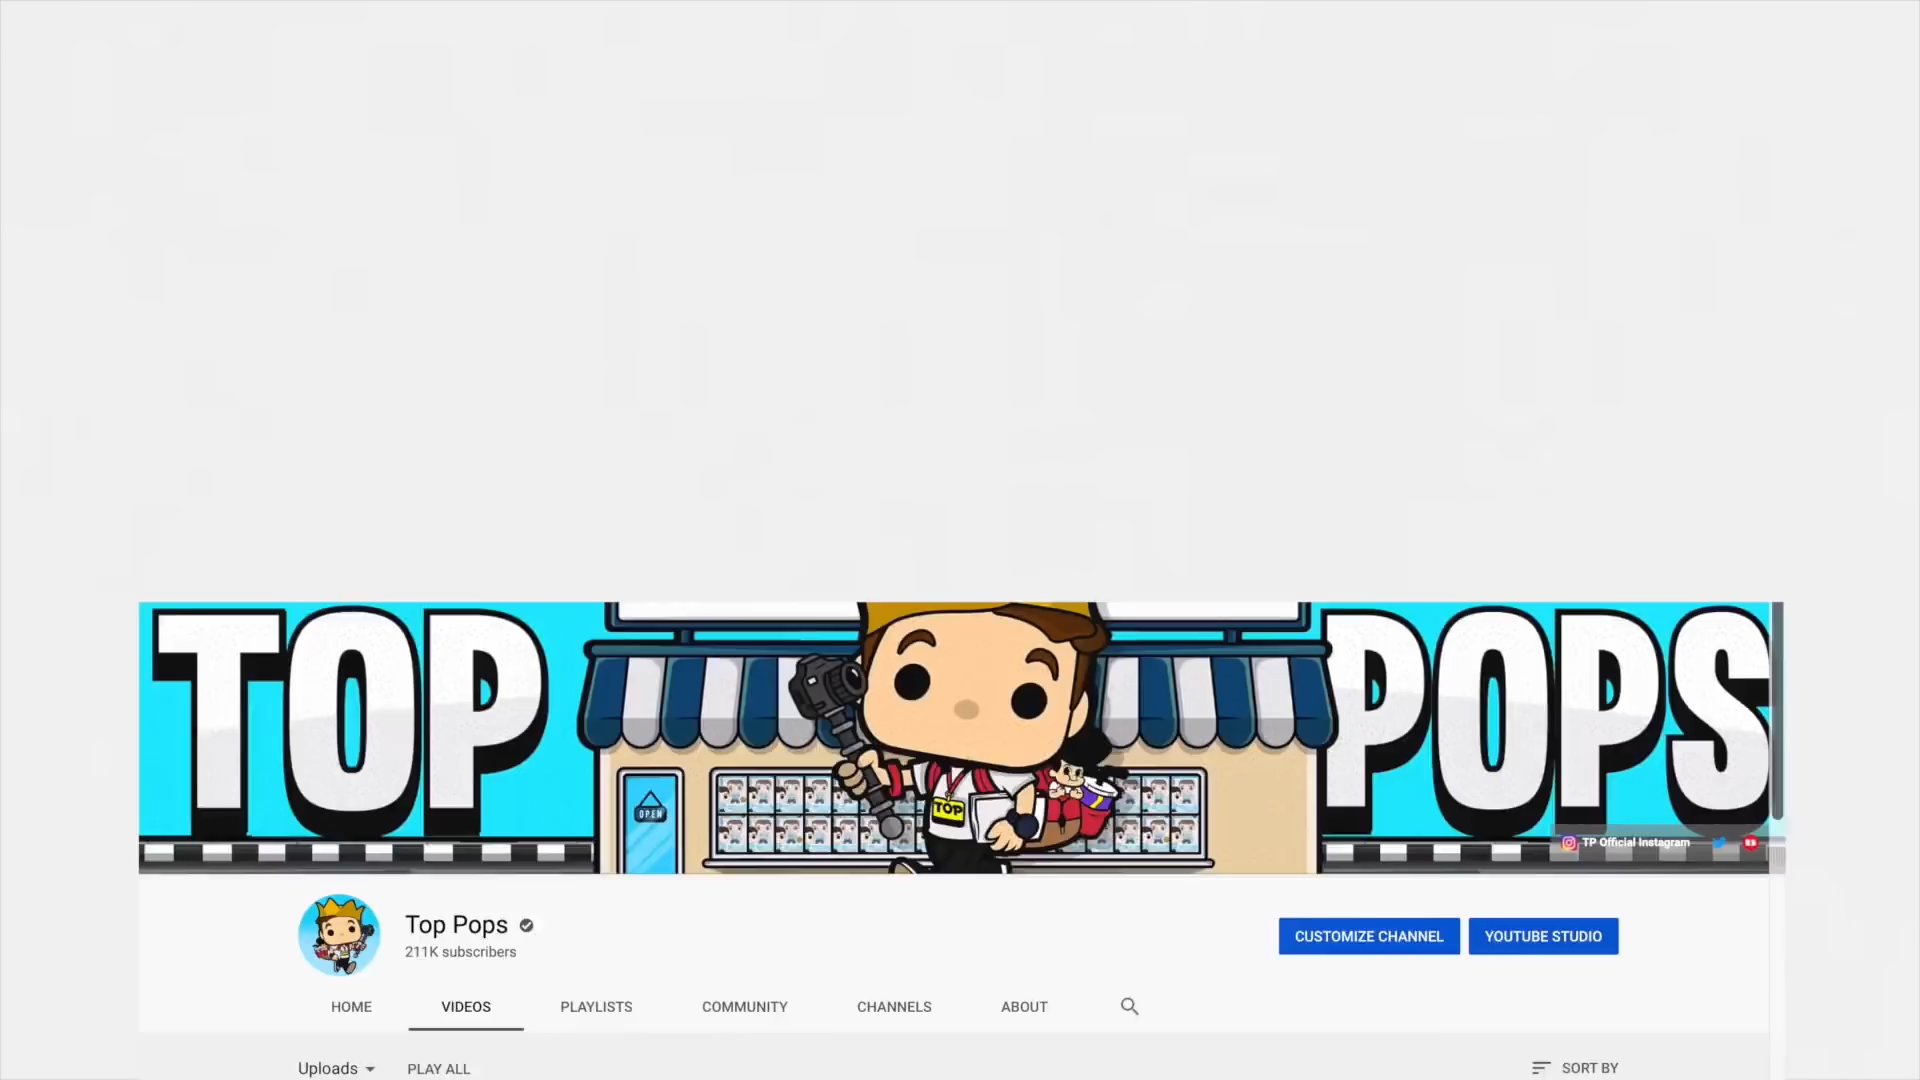 TOP POPS
OPEN
TOP
TP Official Instagram
Top Pops
211K subscribers
CUSTOMIZE CHANNEL
YOUTUBE STUDIO
HOME
VIDEOS
PLAYLISTS
COMMUNITY
CHANNELS
ABOUT
Uploads
PLAY ALL
SORT BY